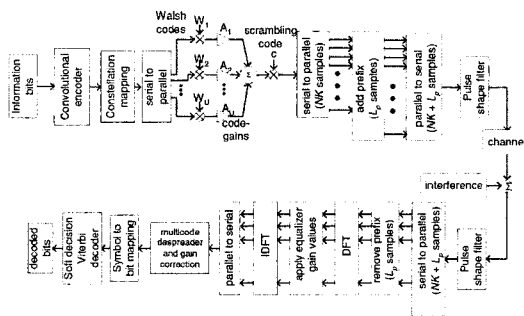 Walsh
codes
W1
A1
scrambling
code
c
W2
A2
Σ
WU
AU
code-
gains
Information
bits
Convolutional
encoder
Constellation
mapping
serial to
parallel
serial to parallel
(NK samples)
add prefix
(Lp samples)
parallel to serial
(NK + Lp samples)
Pulse
shape filter
channel
interference
Σ
decoded
bits
Soft decision
Viterbi
decoder
Symbol to
bit mapping
multicode
despreader
and gain
correction
parallel to serial
IDFT
apply equalizer
gain values
DFT
remove prefix
(Lp samples)
serial to parallel
(NK + Lp samples)
Pulse
shape filter